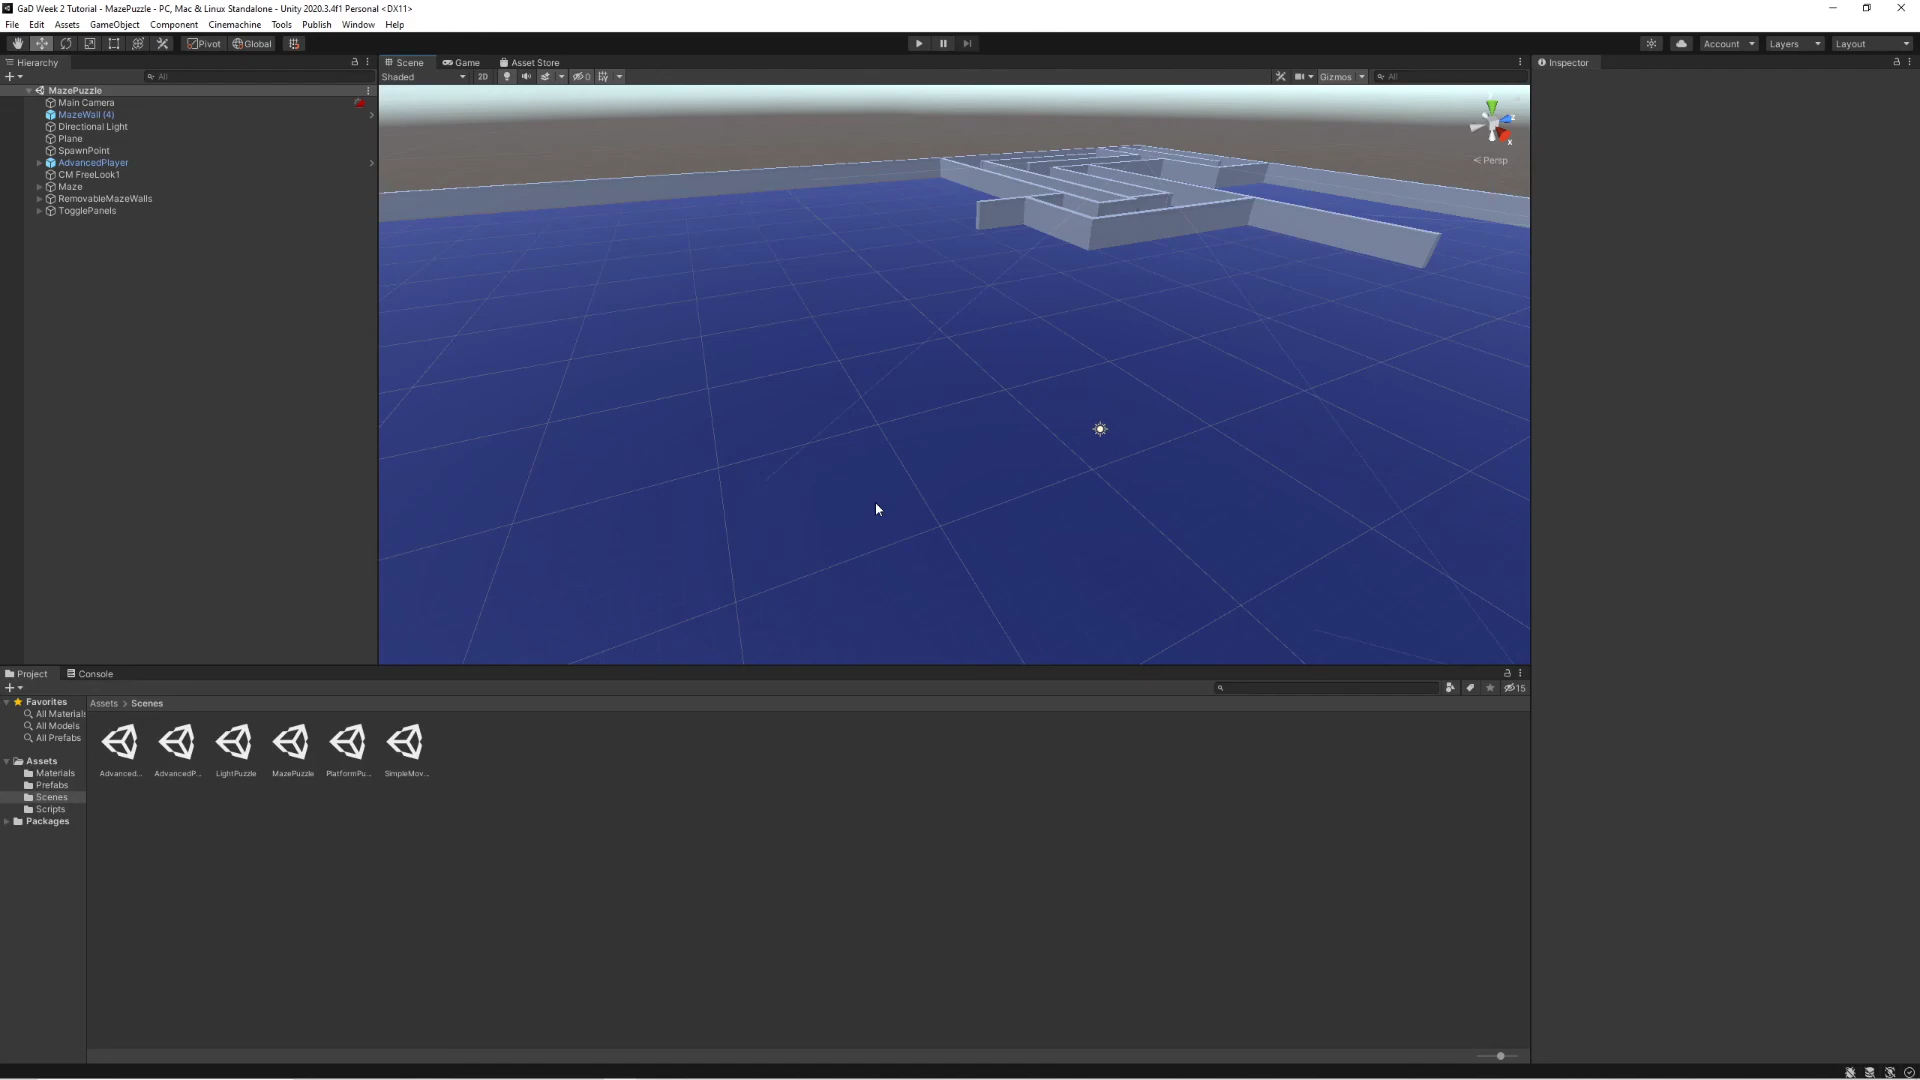 GaD Week 2 Tutorial - MazePuzzle - PC, Mac & Linux Standalone - Unity 2020.3.4f1 Personal <DX11>
File Edit Assets GameObject Component Cinemachine Tools Publish Window Help
Pivot Global Account Layers Layout
Hierarchy
All
MazePuzzle
Main Camera
MazeWall (4)
Directional Light
Plane
SpawnPoint
AdvancedPlayer
CM FreeLook1
Maze
RemovableMazeWalls
TogglePanels
Scene Game Asset Store
Shaded 2D 0 Gizmos All
y
z
x
Persp
Inspector
Project Console
15
Favorites
All Materials
All Models
All Prefabs
Assets
Materials
Prefabs
Scenes
Scripts
Packages
Assets > Scenes
Advanced... AdvancedP... LightPuzzle MazePuzzle PlatformPu... SimpleMov...